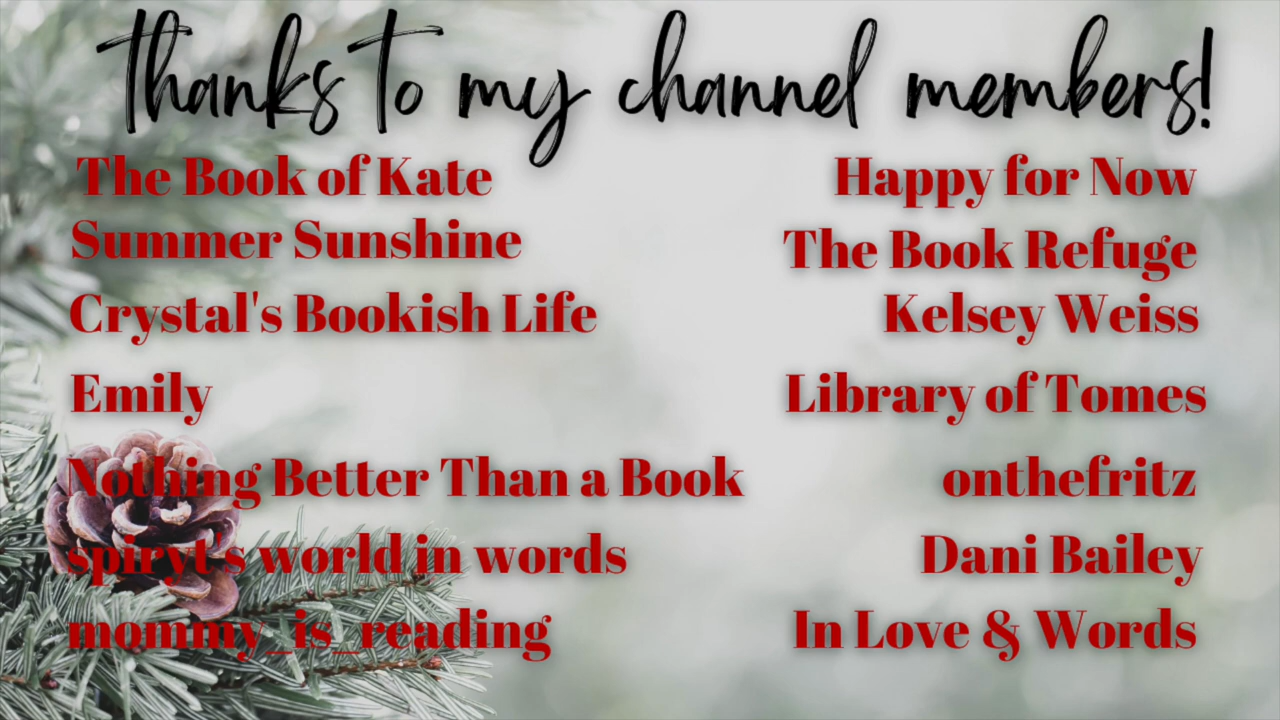 thanks to my channel members!
The Book of Kate
Summer Sunshine
Crystal's Bookish Life
Emily
Nothing Better Than a Book
spiryt's world in words
mommy_is_reading
Happy for Now
The Book Refuge
Kelsey Weiss
Library of Tomes
onthefritz
Dani Bailey
In Love & Words